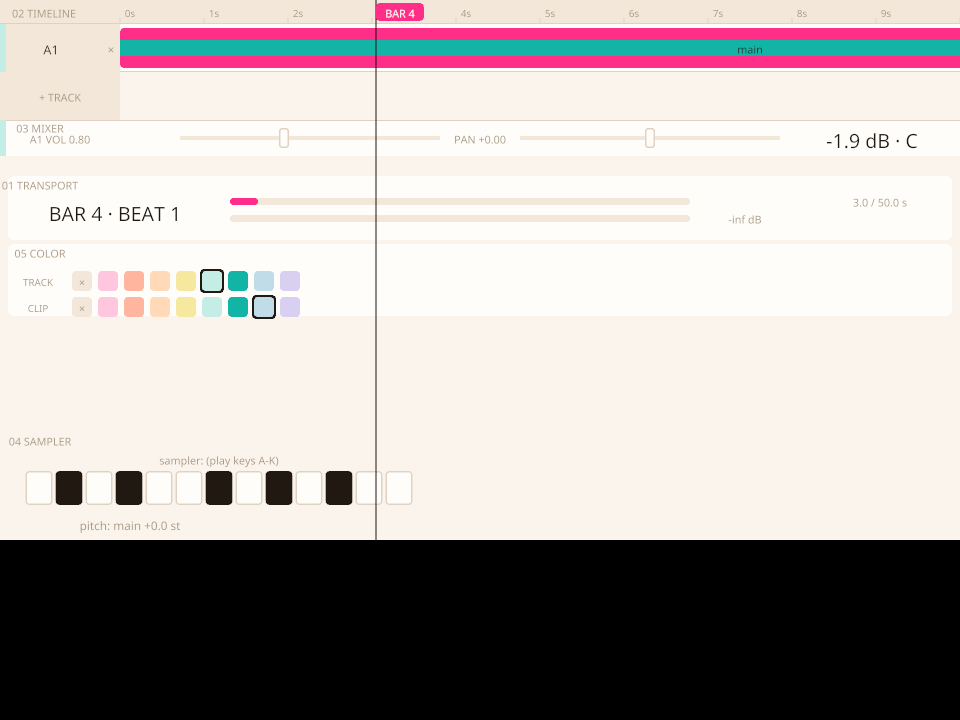 02 TIMELINE 0s 1s 2s BAR 4 4s 5s 6s 7s 8s 9s
A1 × main
+ TRACK
03 MIXER
A1 VOL 0.80 PAN +0.00 -1.9 dB · C
01 TRANSPORT
BAR 4 · BEAT 1 3.0 / 50.0 s
-inf dB
05 COLOR
TRACK ×
CLIP ×
04 SAMPLER
sampler: (play keys A-K)
pitch: main +0.0 st